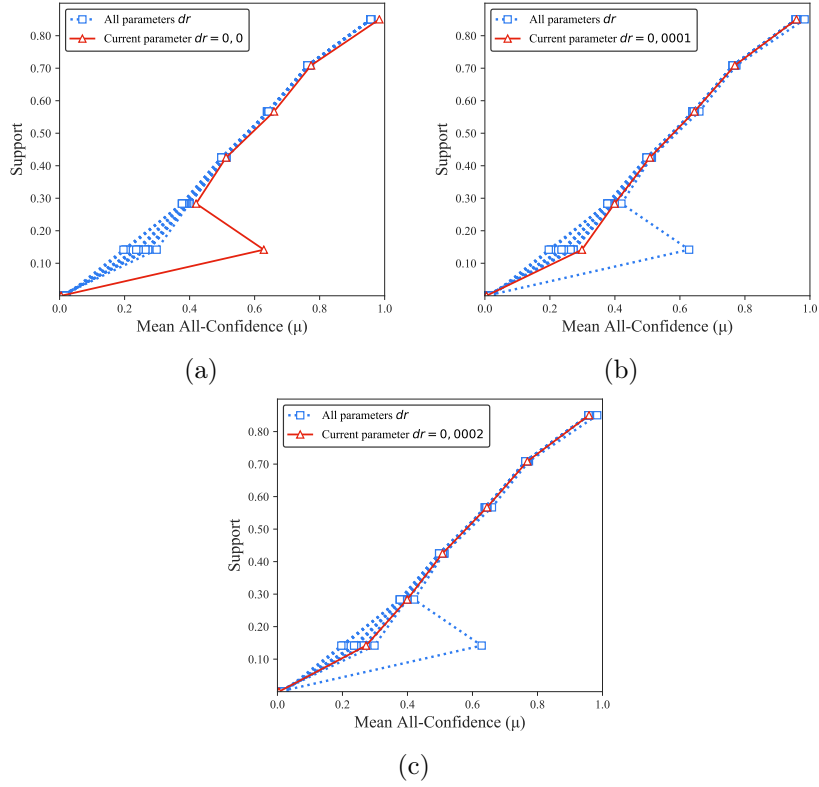 All parameters dr
Current parameter dr = 0, 0
0.80
0.70
0.60
0.50
0.40
0.30
0.20
0.10
Support
0.0
0.2
0.4
0.6
0.8
1.0
Mean All-Confidence (μ)
(a)
All parameters dr
Current parameter dr = 0, 0001
0.80
0.70
0.60
0.50
0.40
0.30
0.20
0.10
Support
0.0
0.2
0.4
0.6
0.8
1.0
Mean All-Confidence (μ)
(b)
All parameters dr
Current parameter dr = 0, 0002
0.80
0.70
0.60
0.50
0.40
0.30
0.20
0.10
Support
0.0
0.2
0.4
0.6
0.8
1.0
Mean All-Confidence (μ)
(c)